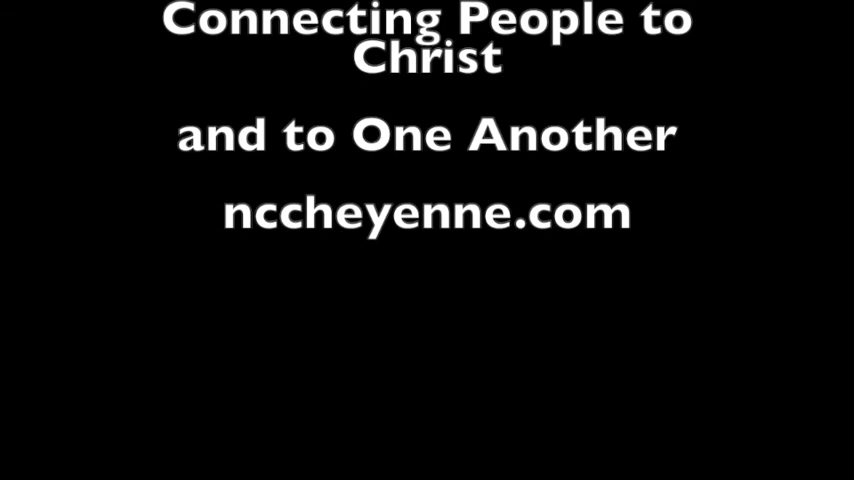 Connecting People to
Christ
and to One Another
nccheyenne.com